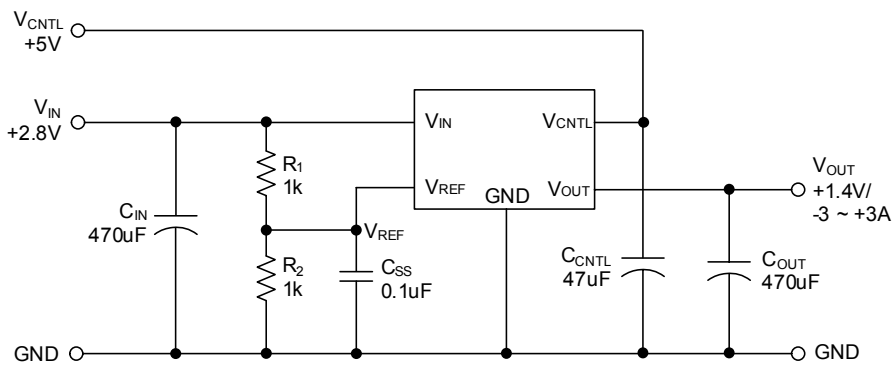 VCNTL
+5V
VIN
+2.8V
VIN
VCNTL
R1
1k
VREF
VOUT
GND
VOUT
+1.4V/
-3 ~ +3A
CIN
470uF
VREF
R2
1k
CSS
0.1uF
CCNTL
47uF
COUT
470uF
GND
GND